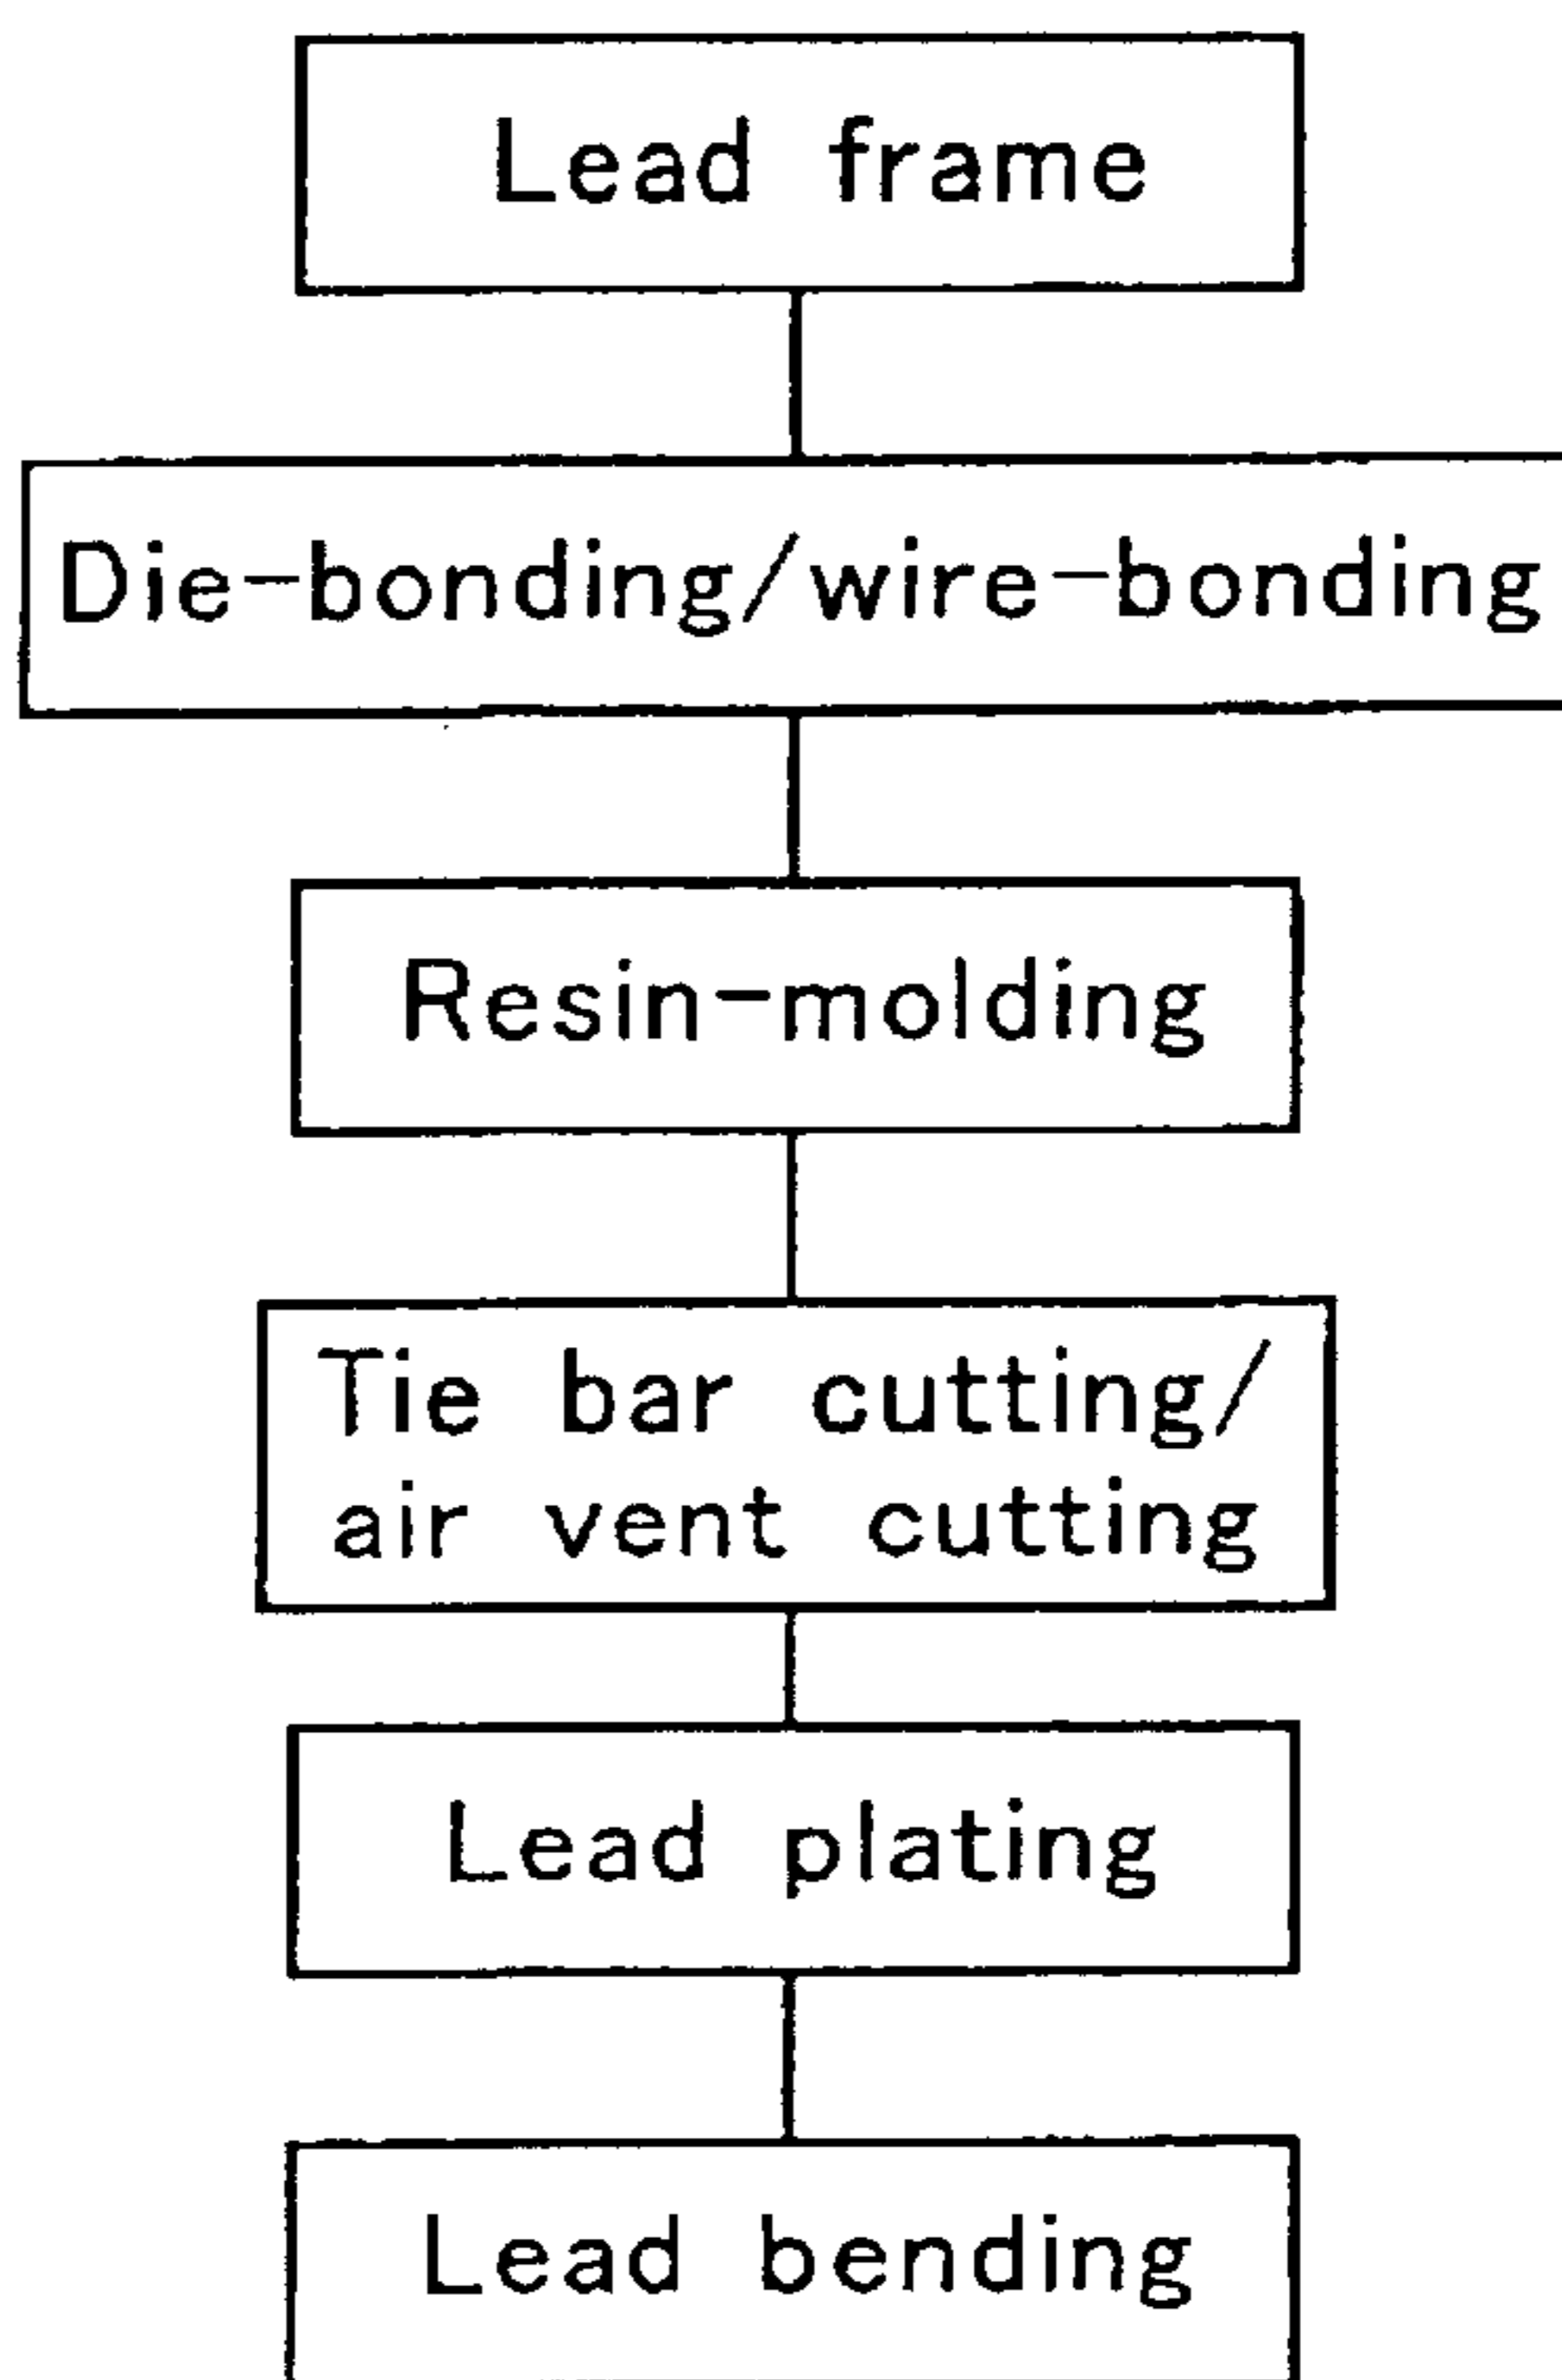 Lead frame
Die-bonding/wire-bonding
Resin-molding
Tie bar cutting/
air vent cutting
Lead plating
Lead bending